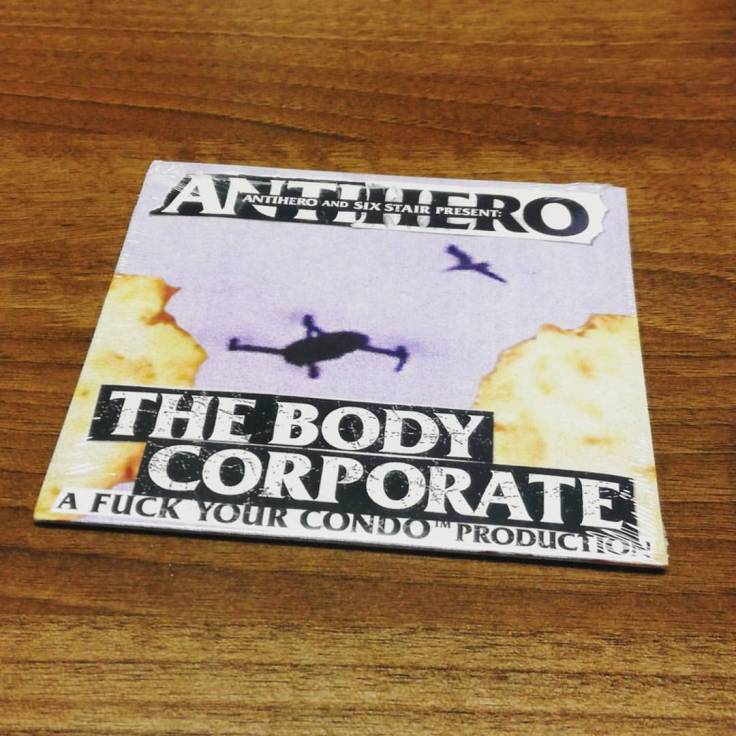 ANTIHERO
ANTIHERO AND SIX STAIR PRESENT:
THE BODY
CORPORATE
A FUCK YOUR CONDO™ PRODUCTION